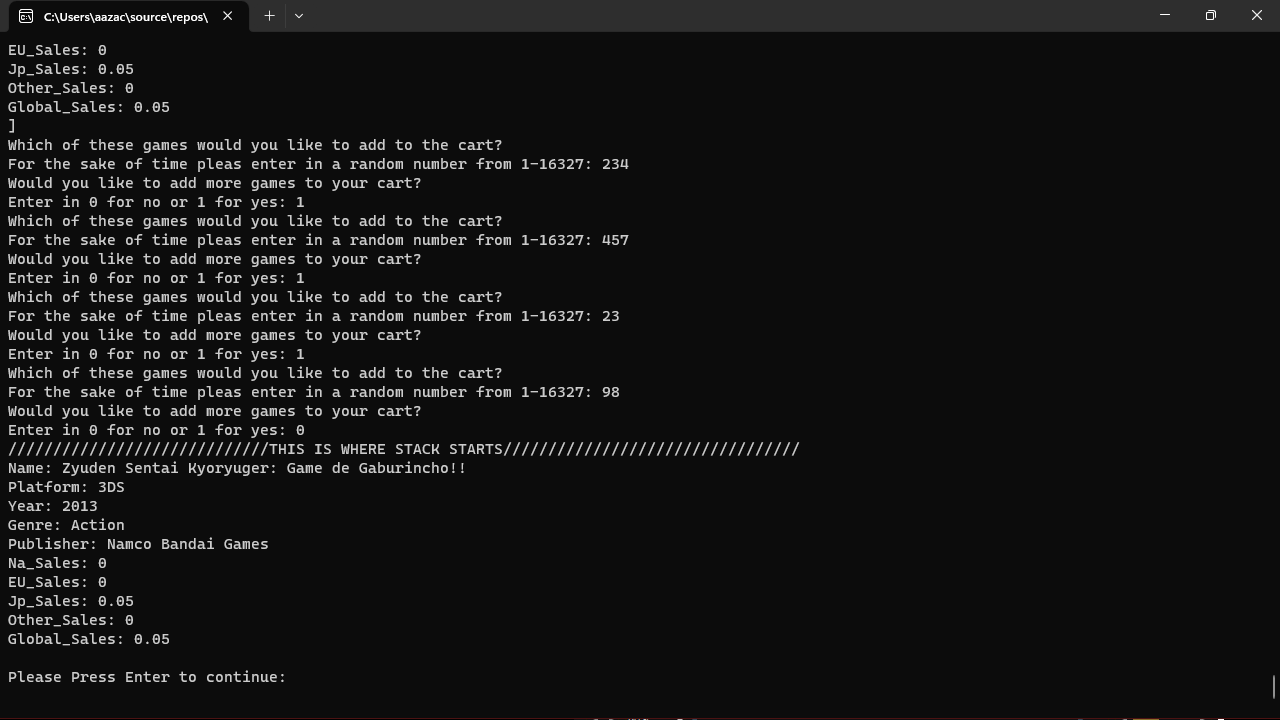 C:\Users\aazac\source\repos\
EU_Sales: 0
Jp_Sales: 0.05
Other_Sales: 0
Global_Sales: 0.05
]
Which of these games would you like to add to the cart?
For the sake of time pleas enter in a random number from 1-16327: 234
Would you like to add more games to your cart?
Enter in 0 for no or 1 for yes: 1
Which of these games would you like to add to the cart?
For the sake of time pleas enter in a random number from 1-16327: 457
Would you like to add more games to your cart?
Enter in 0 for no or 1 for yes: 1
Which of these games would you like to add to the cart?
For the sake of time pleas enter in a random number from 1-16327: 23
Would you like to add more games to your cart?
Enter in 0 for no or 1 for yes: 1
Which of these games would you like to add to the cart?
For the sake of time pleas enter in a random number from 1-16327: 98
Would you like to add more games to your cart?
Enter in 0 for no or 1 for yes: 0
/////////////////////////////THIS IS WHERE STACK STARTS/////////////////////////////////
Name: Zyuden Sentai Kyoryuger: Game de Gaburincho!!
Platform: 3DS
Year: 2013
Genre: Action
Publisher: Namco Bandai Games
Na_Sales: 0
EU_Sales: 0
Jp_Sales: 0.05
Other_Sales: 0
Global_Sales: 0.05
Please Press Enter to continue: